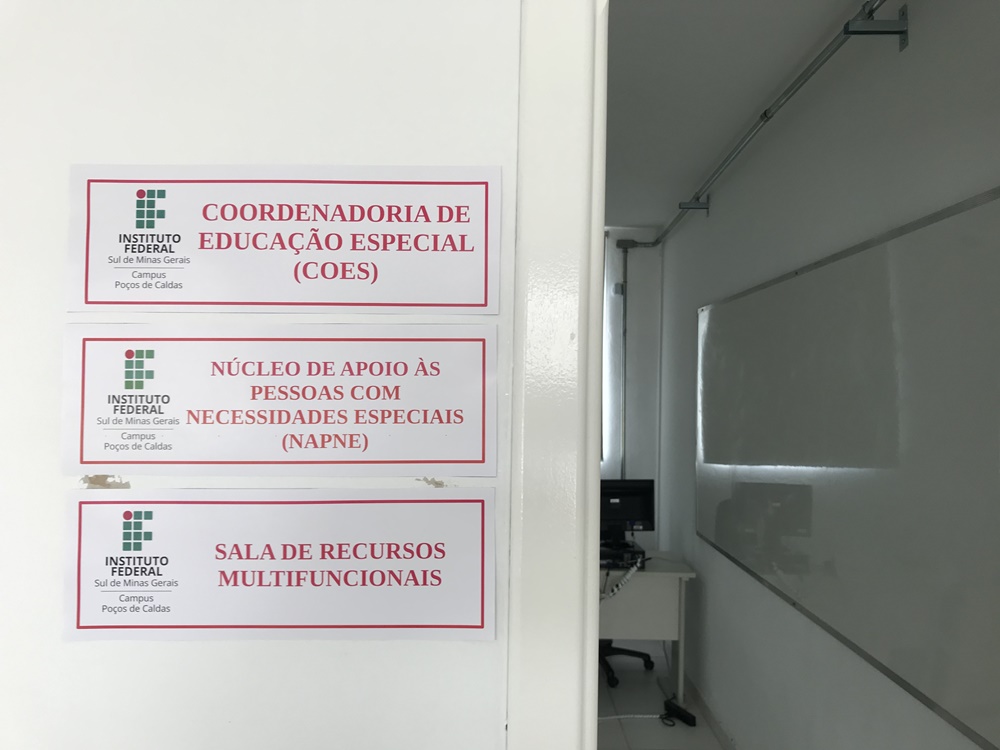 INSTITUTO
FEDERAL
Sul de Minas Gerais
Campus
Poços de Caldas
COORDENADORIA DE
EDUCAÇÃO ESPECIAL
(COES)
INSTITUTO
FEDERAL
Sul de Minas Gerais
Campus
Poços de Caldas
NÚCLEO DE APOIO ÀS
PESSOAS COM
NECESSIDADES ESPECIAIS
(NAPNE)
INSTITUTO
FEDERAL
Sul de Minas Gerais
Campus
Poços de Caldas
SALA DE RECURSOS
MULTIFUNCIONAIS